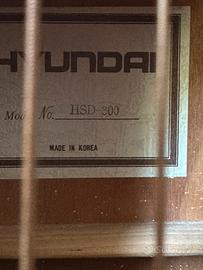 HYUNDAI
Model No. HSD-300
MADE IN KOREA